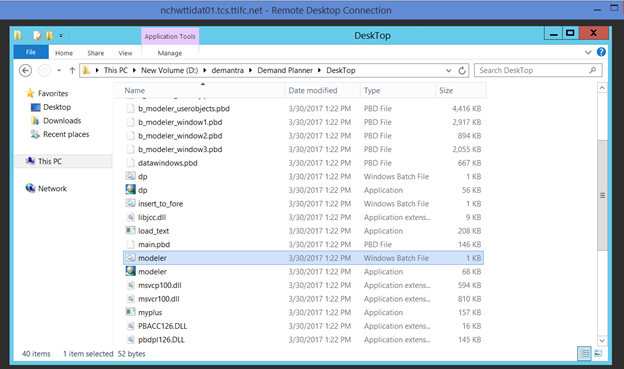 nchwttidat01.tcs.ttifc.net - Remote Desktop Connection
Application Tools
DeskTop
File Home Share View Manage
This PC New Volume (D:) demantra Demand Planner DeskTop
Search DeskTop
Name Date modified Type Size
Favorites
Desktop
Downloads
Recent places
This PC
Network
b_modeler_userobjects.pbd 3/30/2017 1:22 PM PBD File 4,416 KB
b_modeler_window1.pbd 3/30/2017 1:22 PM PBD File 2,917 KB
b_modeler_window2.pbd 3/30/2017 1:22 PM PBD File 894 KB
b_modeler_window3.pbd 3/30/2017 1:22 PM PBD File 2,055 KB
datawindows.pbd 3/30/2017 1:22 PM PBD File 667 KB
dp 3/30/2017 1:22 PM Windows Batch File 1 KB
dp 3/30/2017 1:22 PM Application 56 KB
insert_to_fore 3/30/2017 1:22 PM Windows Batch File 1 KB
libjcc.dll 3/30/2017 1:22 PM Application extens... 9 KB
load_text 3/30/2017 1:22 PM Application 208 KB
main.pbd 3/30/2017 1:22 PM PBD File 146 KB
modeler 3/30/2017 1:22 PM Windows Batch File 1 KB
modeler 3/30/2017 1:22 PM Application 68 KB
msvcp100.dll 3/30/2017 1:22 PM Application extens... 594 KB
msvcr100.dll 3/30/2017 1:22 PM Application extens... 810 KB
myplus 3/30/2017 1:22 PM Application 157 KB
PBACC126.DLL 3/30/2017 1:22 PM Application extens... 16 KB
pbdpl126.DLL 3/30/2017 1:22 PM Application extens... 145 KB
40 items 1 item selected 52 bytes